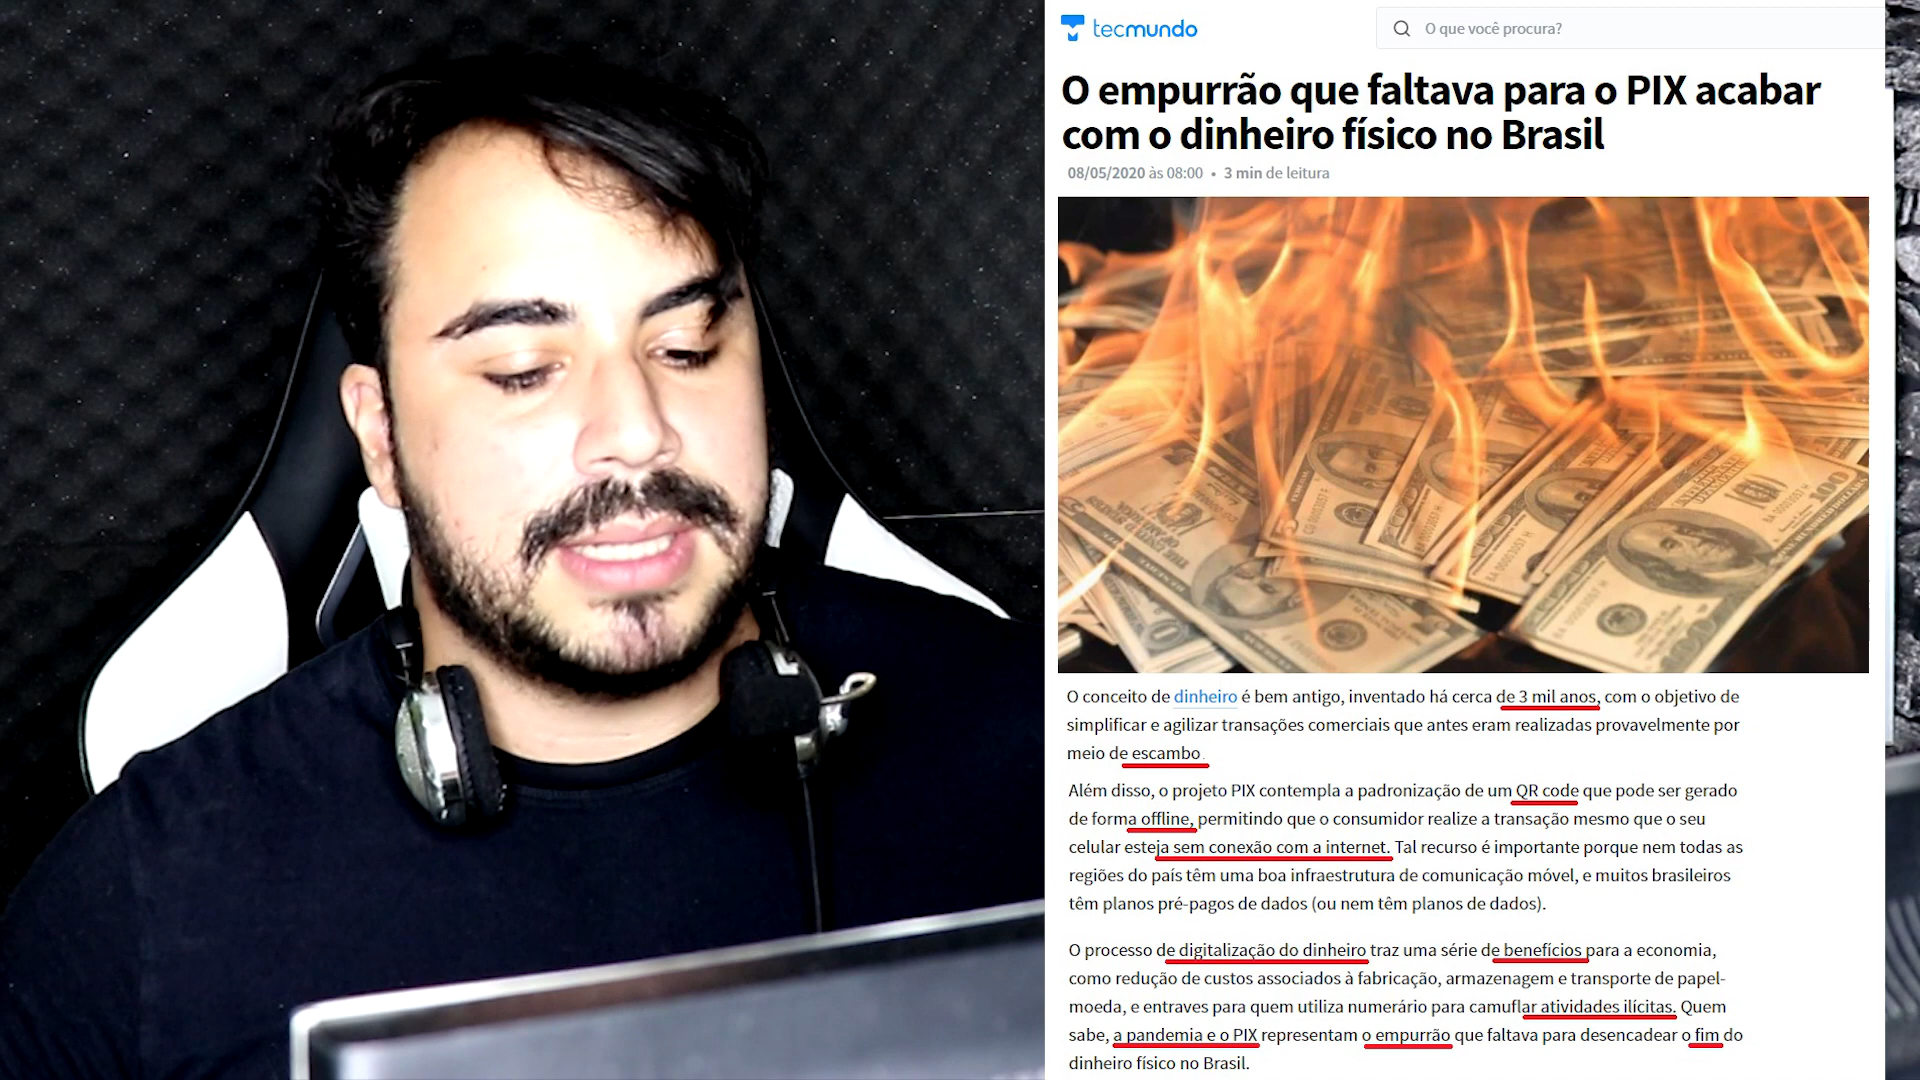 tecmundo
O que você procura?
O empurrão que faltava para o PIX acabar
com o dinheiro físico no Brasil
08/05/2020 às 08:00 • 3 min de leitura
O conceito de dinheiro é bem antigo, inventado há cerca de 3 mil anos, com o objetivo de
simplificar e agilizar transações comerciais que antes eram realizadas provavelmente por
meio de escambo.
Além disso, o projeto PIX contempla a padronização de um QR code que pode ser gerado
de forma offline, permitindo que o consumidor realize a transação mesmo que o seu
celular esteja sem conexão com a internet. Tal recurso é importante porque nem todas as
regiões do país têm uma boa infraestrutura de comunicação móvel, e muitos brasileiros
têm planos pré-pagos de dados (ou nem têm planos de dados).
O processo de digitalização do dinheiro traz uma série de benefícios para a economia,
como redução de custos associados à fabricação, armazenagem e transporte de papel-
moeda, e entraves para quem utiliza numerário para camuflar atividades ilícitas. Quem
sabe, a pandemia e o PIX representam o empurrão que faltava para desencadear o fim do
dinheiro físico no Brasil.